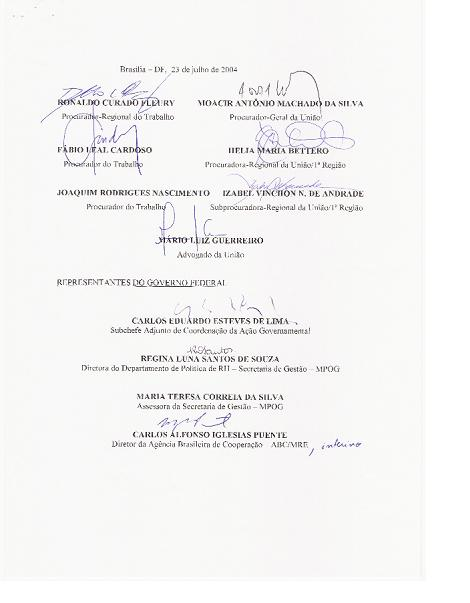 Brasília – DF, 23 de julho de 2004
RONALDO CURADO FLEURY MOACIR ANTÔNIO MACHADO DA SILVA
Procurador-Regional do Trabalho Procurador-Geral da União
FÁBIO LEAL CARDOSO HELIA MARIA BETTERO
Procurador do Trabalho Procuradora-Regional da União/1ª Região
JOAQUIM RODRIGUES NASCIMENTO IZABEL VINCHON N. DE ANDRADE
Procurador do Trabalho Subprocuradora-Regional da União/1ª Região
MÁRIO LUIZ GUERREIRO
Advogado da União
REPRESENTANTES DO GOVERNO FEDERAL
CARLOS EDUARDO ESTEVES DE LIMA
Subchefe Adjunto de Coordenação da Ação Governamental
REGINA LUNA SANTOS DE SOUZA
Diretora do Departamento de Política de RH – Secretaria de Gestão – MPOG
MARIA TERESA CORREIA DA SILVA
Assessora da Secretaria de Gestão – MPOG
CARLOS ALFONSO IGLESIAS PUENTE
Diretor da Agência Brasileira de Cooperação – ABC/MRE, interino